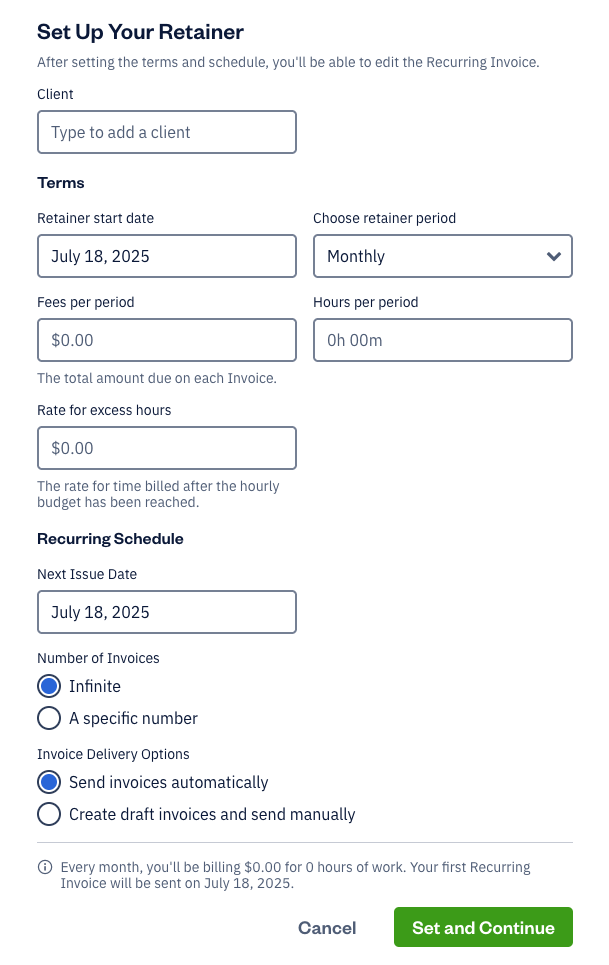 Set Up Your Retainer
After setting the terms and schedule, you'll be able to edit the Recurring Invoice.
Client
Type to add a client
Terms
Retainer start date
Choose retainer period
July 18, 2025
Monthly
Fees per period
Hours per period
$0.00
0h 00m
The total amount due on each Invoice.
Rate for excess hours
$0.00
The rate for time billed after the hourly
budget has been reached.
Recurring Schedule
Next Issue Date
July 18, 2025
Number of Invoices
Infinite
A specific number
Invoice Delivery Options
Send invoices automatically
Create draft invoices and send manually
Every month, you'll be billing $0.00 for 0 hours of work. Your first Recurring
Invoice will be sent on July 18, 2025.
Cancel
Set and Continue